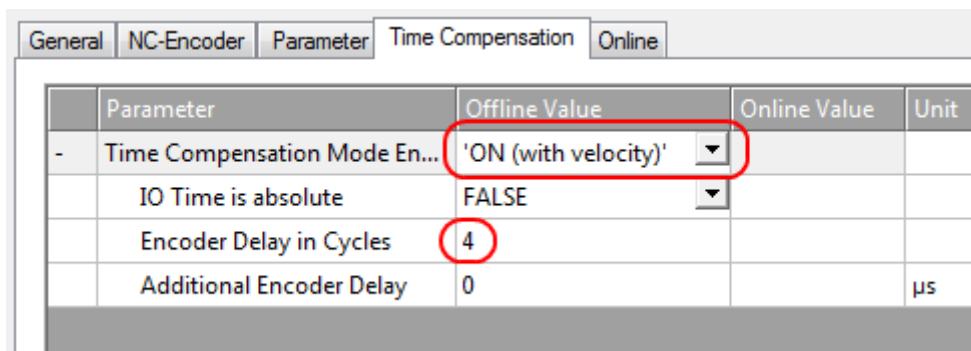 General NC-Encoder Parameter Time Compensation Online
Parameter Offline Value Online Value Unit
- Time Compensation Mode En... 'ON (with velocity)'
IO Time is absolute FALSE
Encoder Delay in Cycles 4
Additional Encoder Delay 0 µs